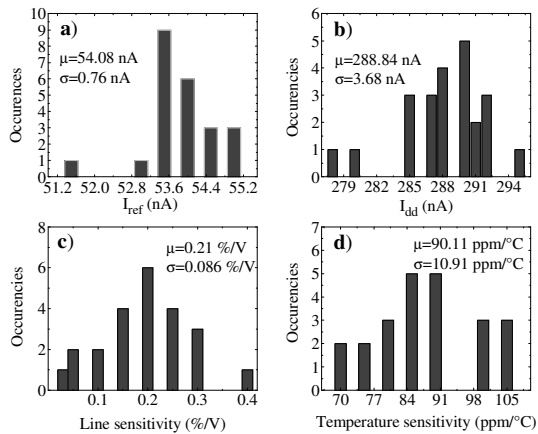 a)
μ=54.08 nA
σ=0.76 nA
Occurences
10
9
8
7
6
5
4
3
2
1
0
51.2 52.0 52.8 53.6 54.4 55.2
I_ref (nA)
b)
μ=288.84 nA
σ=3.68 nA
Occurencies
6
5
4
3
2
1
0
279 282 285 288 291 294
I_dd (nA)
c)
μ=0.21 %/V
σ=0.086 %/V
Occurencies
8
6
4
2
0
0.1 0.2 0.3 0.4
Line sensitivity (%/V)
d)
μ=90.11 ppm/°C
σ=10.91 ppm/°C
Occurencies
7
6
5
4
3
2
1
0
70 77 84 91 98 105
Temperature sensitivity (ppm/°C)